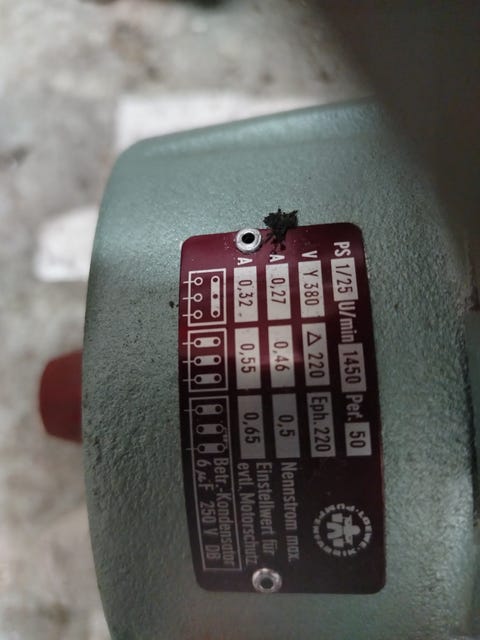 PS 1/25 U/min 1450 Per. 50
V Y 380 △ 220 Eph. 220
A 0,27 0,46 0,5 Nennstrom max.
A 0,32 0,55 0,65 Einstellwert für
evtl. Motorschutz
Betr.-Kondensator
6 µF 250 V DB